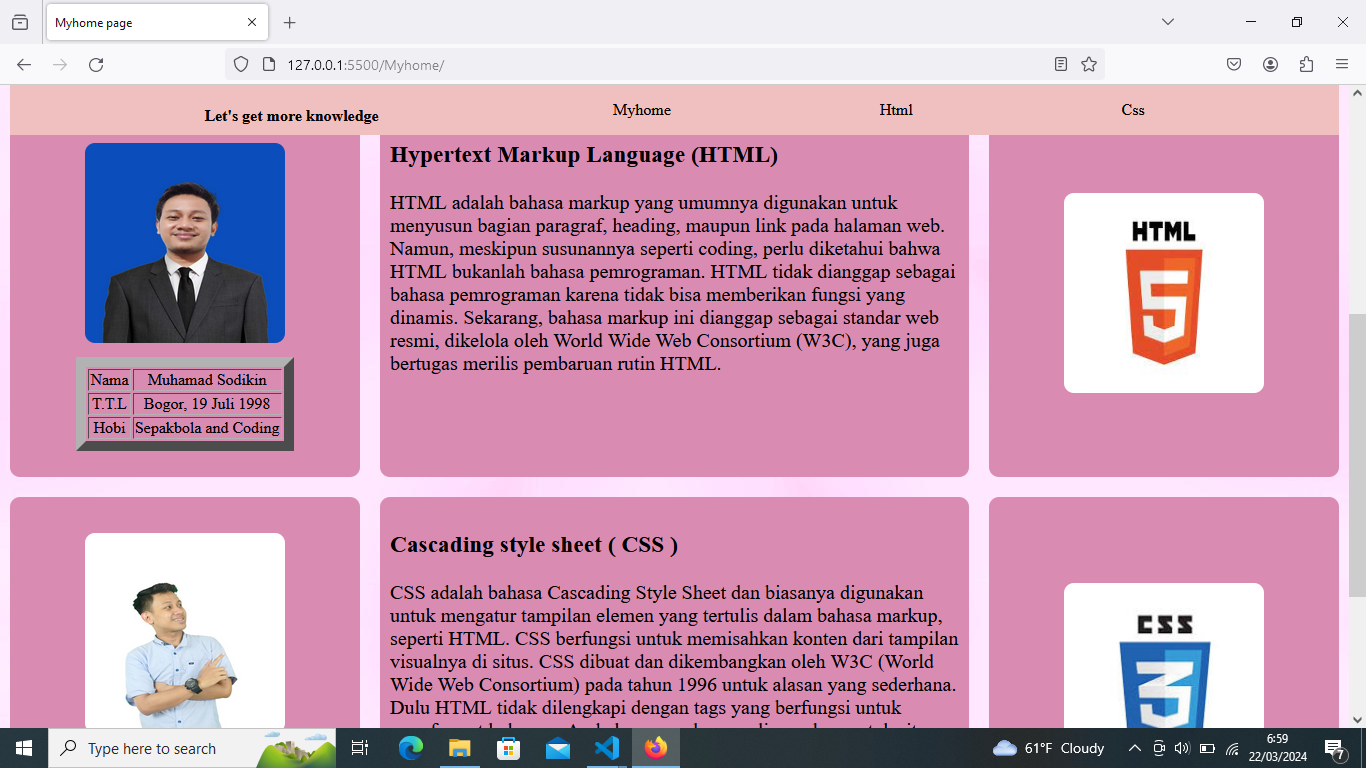 Myhome page
127.0.0.1:5500/Myhome/
Let's get more knowledge
Myhome
Html
Css
Nama Muhamad Sodikin
T.T.L Bogor, 19 Juli 1998
Hobi Sepakbola and Coding
Hypertext Markup Language (HTML)
HTML adalah bahasa markup yang umumnya digunakan untuk
menyusun bagian paragraf, heading, maupun link pada halaman web.
Namun, meskipun susunannya seperti coding, perlu diketahui bahwa
HTML bukanlah bahasa pemrograman. HTML tidak dianggap sebagai
bahasa pemrograman karena tidak bisa memberikan fungsi yang
dinamis. Sekarang, bahasa markup ini dianggap sebagai standar web
resmi, dikelola oleh World Wide Web Consortium (W3C), yang juga
bertugas merilis pembaruan rutin HTML.
HTML
5
Cascading style sheet ( CSS )
CSS adalah bahasa Cascading Style Sheet dan biasanya digunakan
untuk mengatur tampilan elemen yang tertulis dalam bahasa markup,
seperti HTML. CSS berfungsi untuk memisahkan konten dari tampilan
visualnya di situs. CSS dibuat dan dikembangkan oleh W3C (World
Wide Web Consortium) pada tahun 1996 untuk alasan yang sederhana.
Dulu HTML tidak dilengkapi dengan tags yang berfungsi untuk
CSS
3
Type here to search
61°F Cloudy
6:59
22/03/2024
7